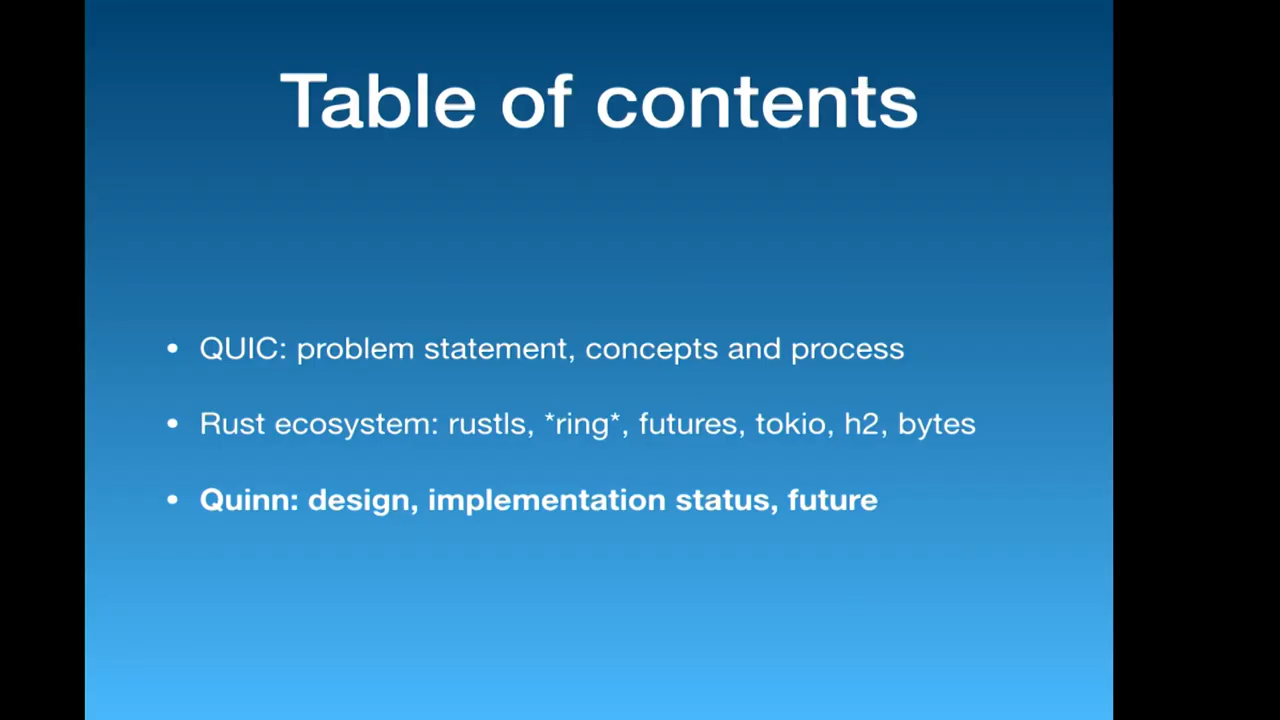 Table of contents
• QUIC: problem statement, concepts and process
• Rust ecosystem: rustls, *ring*, futures, tokio, h2, bytes
• Quinn: design, implementation status, future